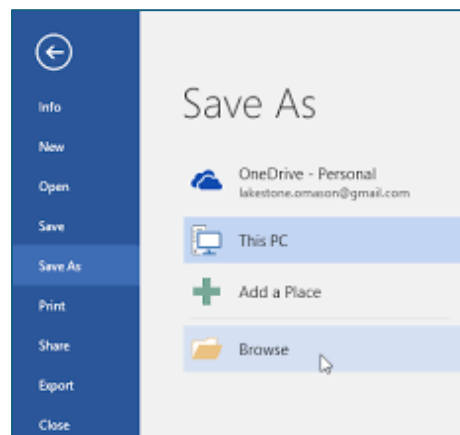 Info
New
Open
Save
Save As
Print
Share
Export
Close
Save As
OneDrive - Personal
lakestone.omason@gmail.com
This PC
Add a Place
Browse